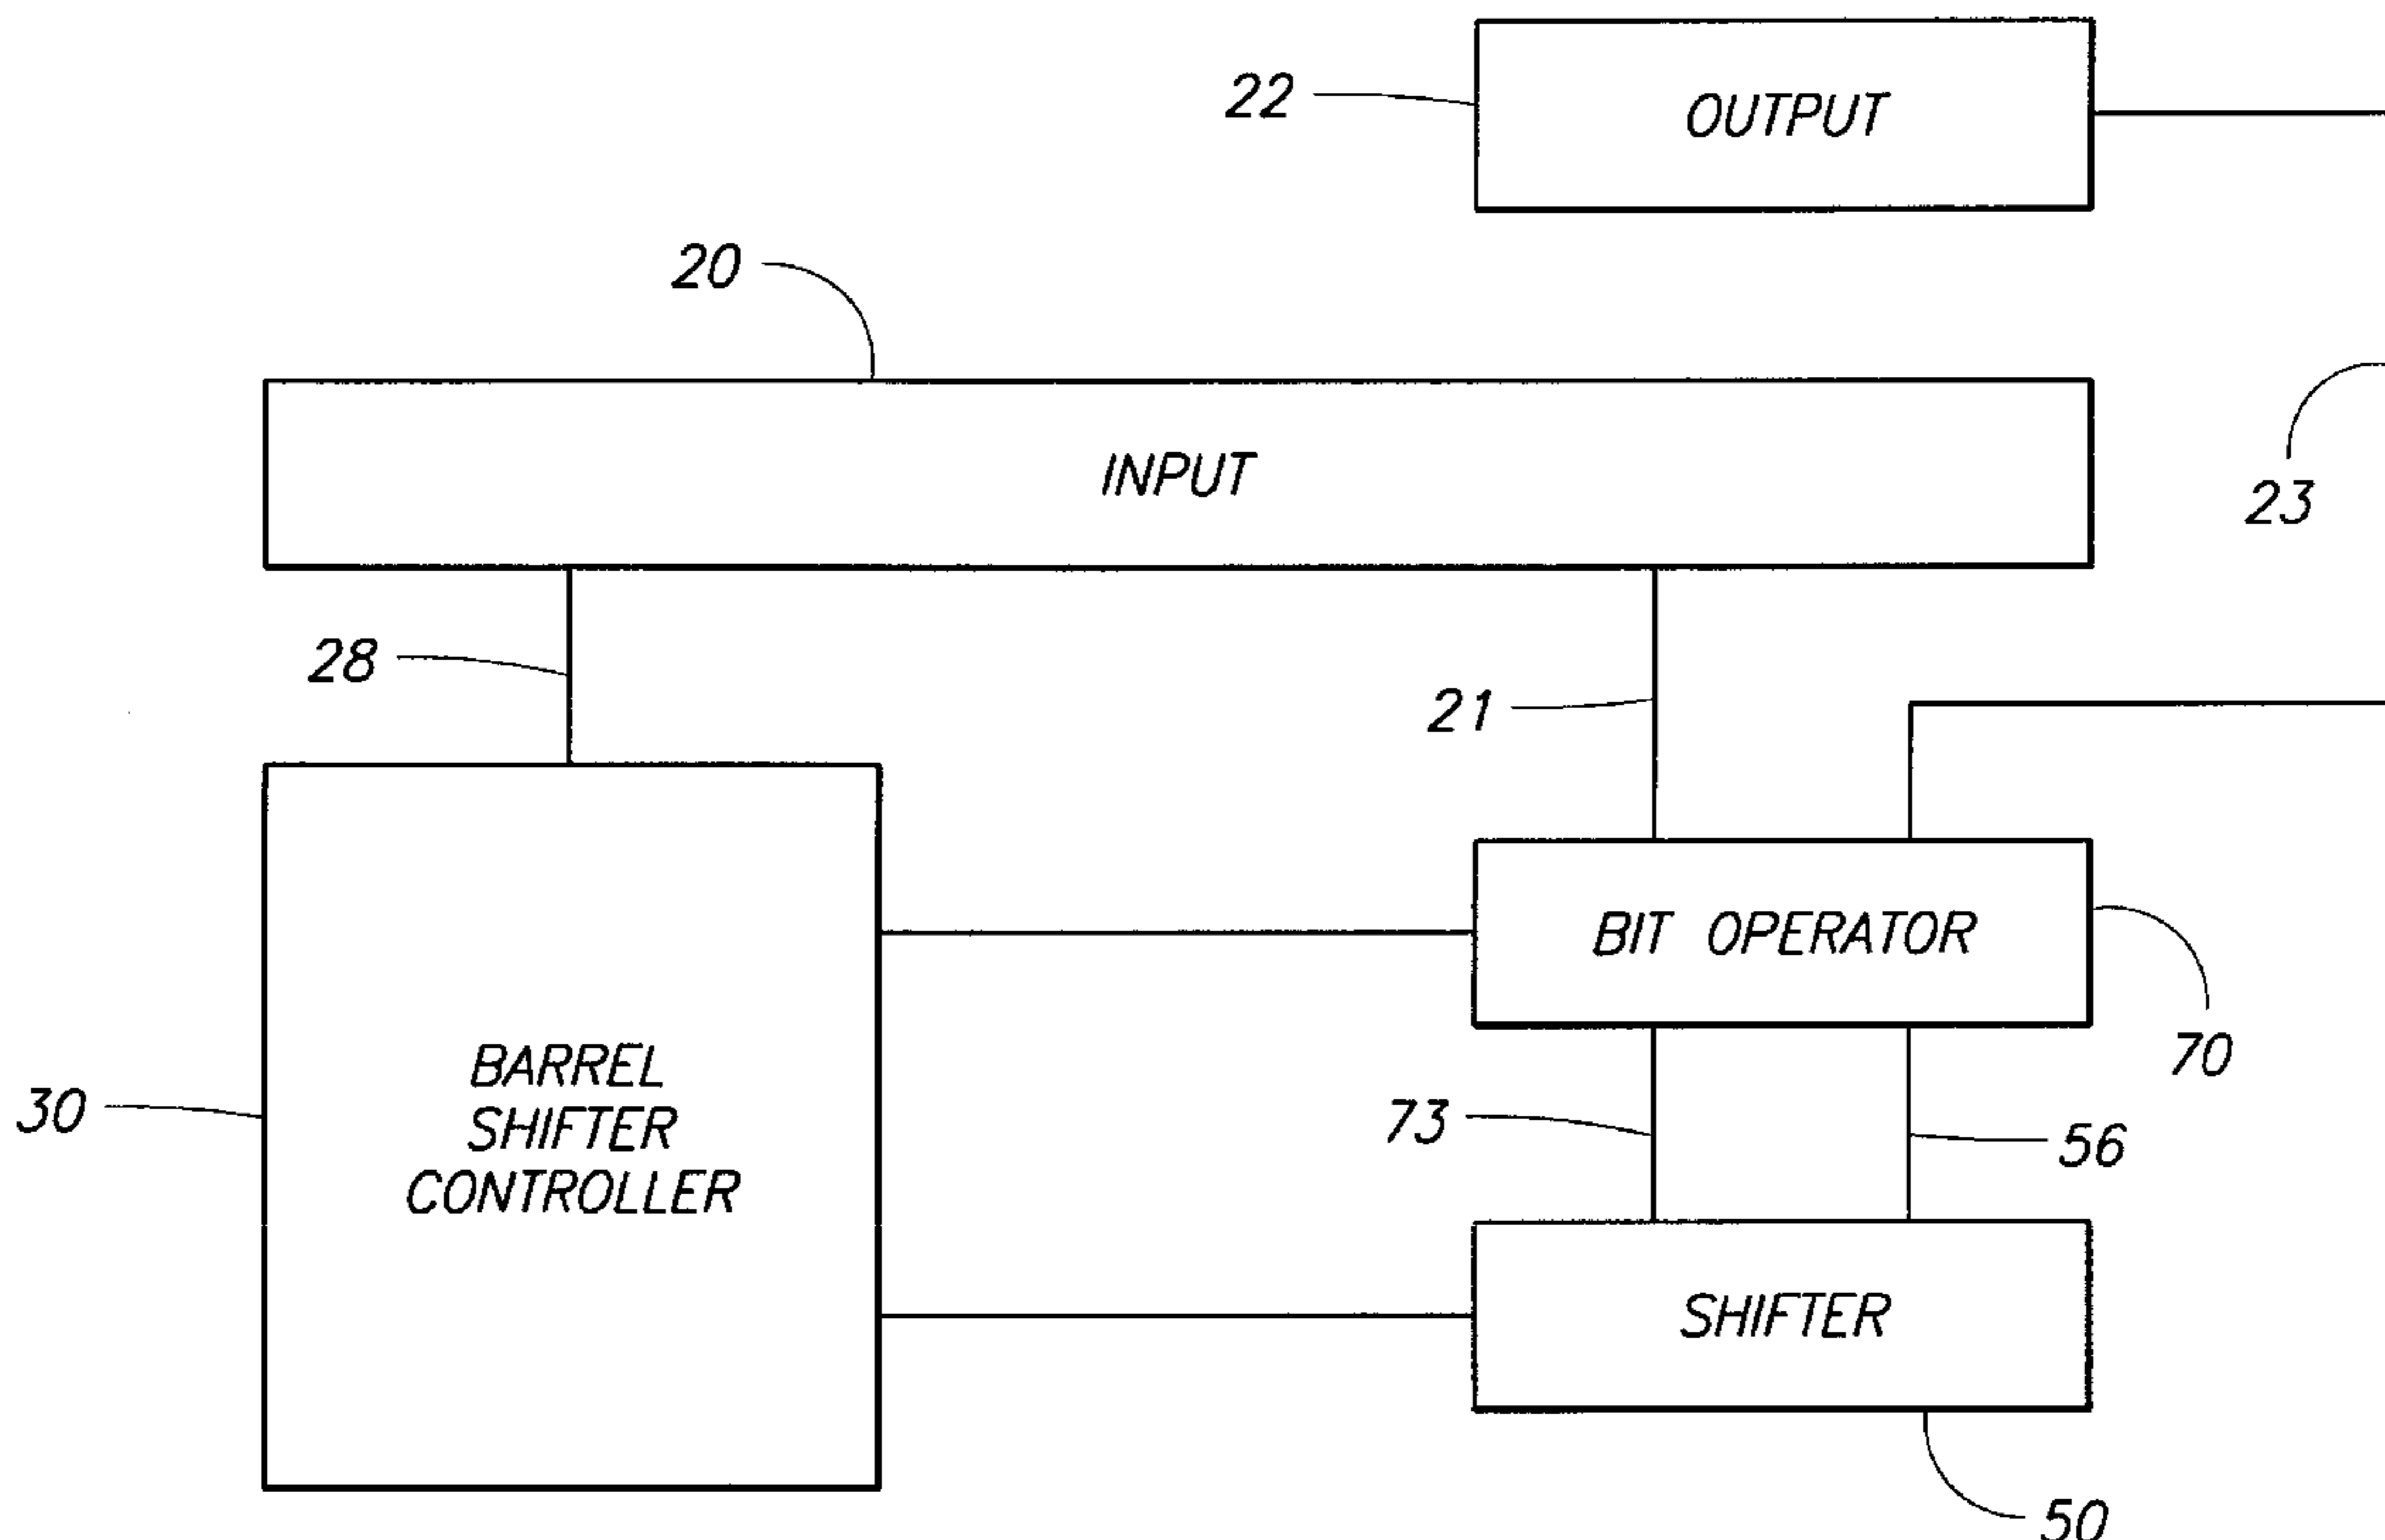 22
OUTPUT
20
INPUT
23
28
21
BIT OPERATOR
70
BARREL
SHIFTER
CONTROLLER
30
73
56
SHIFTER
50